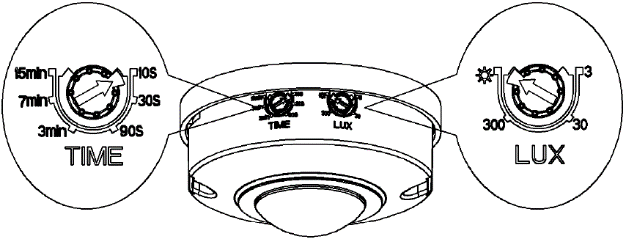 15min 10S
7min 30S
3min 90S
TIME
TIME LUX
3
300 30
LUX